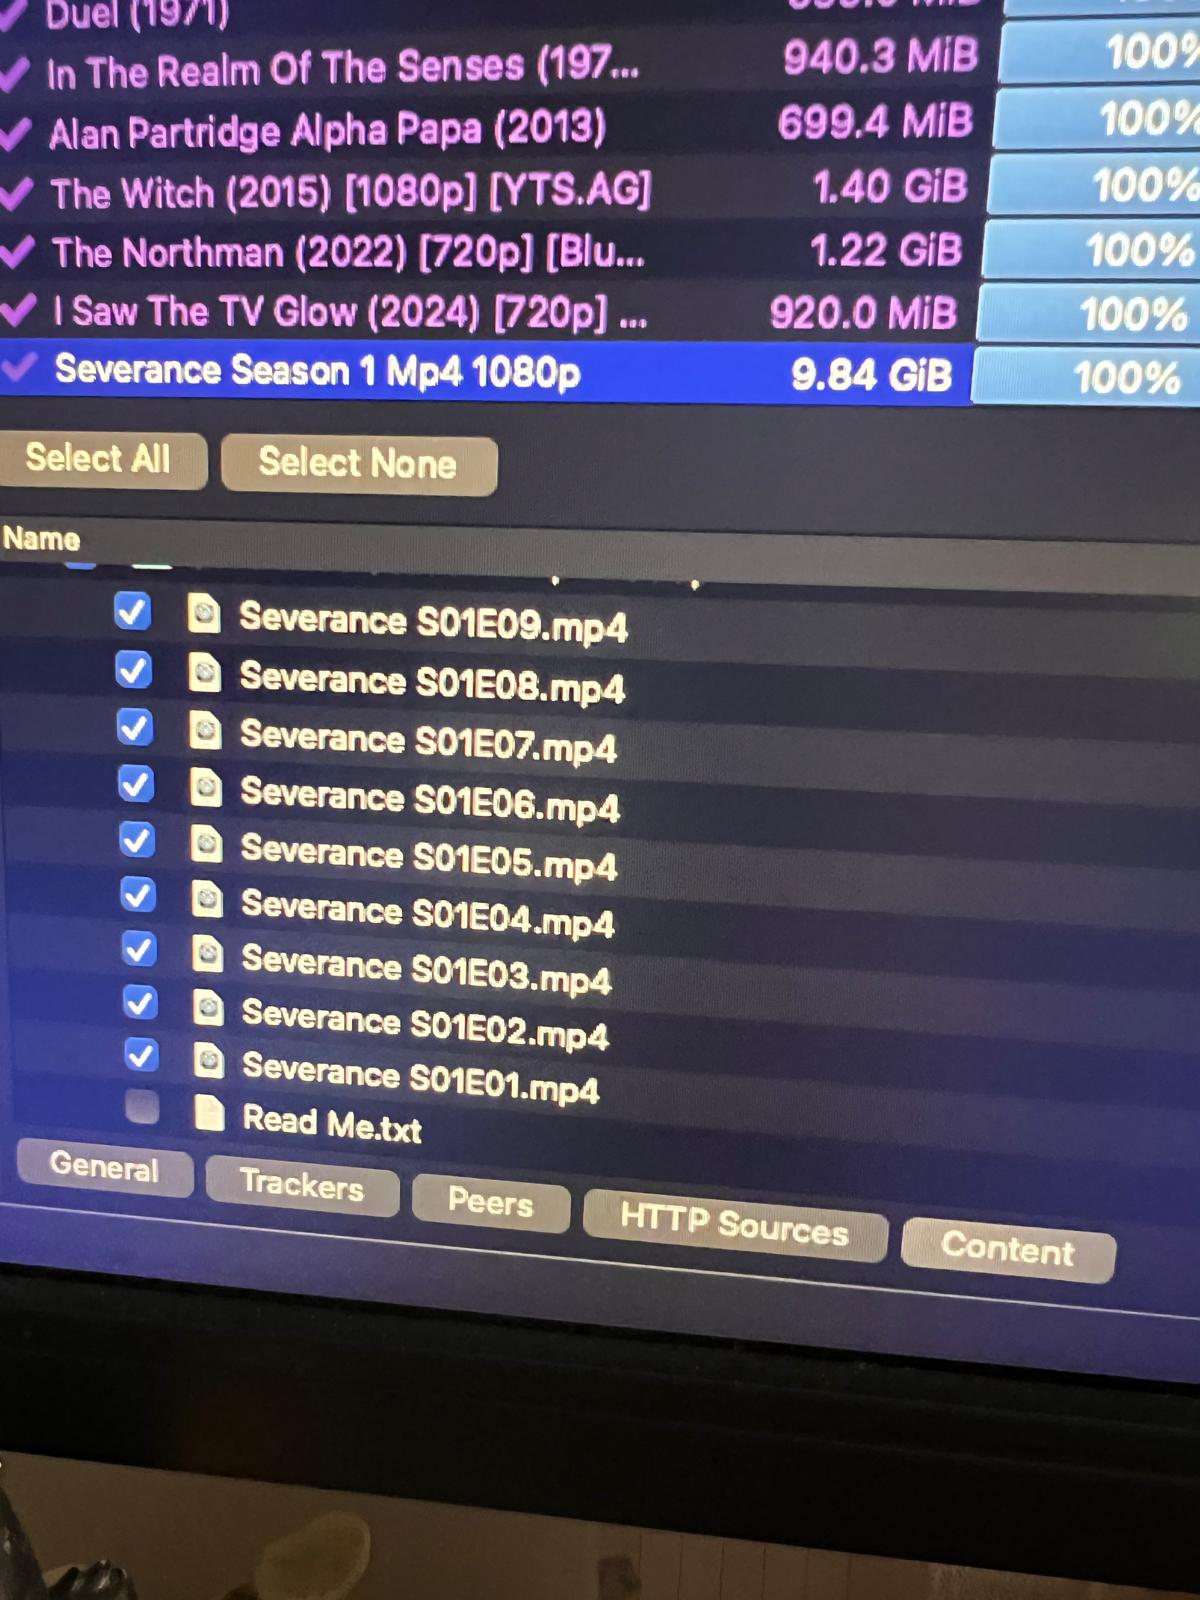 Duel (1971)
In The Realm Of The Senses (197... 940.3 MiB 100%
Alan Partridge Alpha Papa (2013) 699.4 MiB 100%
The Witch (2015) [1080p] [YTS.AG] 1.40 GiB 100%
The Northman (2022) [720p] [Blu... 1.22 GiB 100%
I Saw The TV Glow (2024) [720p] ... 920.0 MiB 100%
Severance Season 1 Mp4 1080p 9.84 GiB 100%
Select All Select None
Name
Severance S01E09.mp4
Severance S01E08.mp4
Severance S01E07.mp4
Severance S01E06.mp4
Severance S01E05.mp4
Severance S01E04.mp4
Severance S01E03.mp4
Severance S01E02.mp4
Severance S01E01.mp4
Read Me.txt
General Trackers Peers HTTP Sources Content